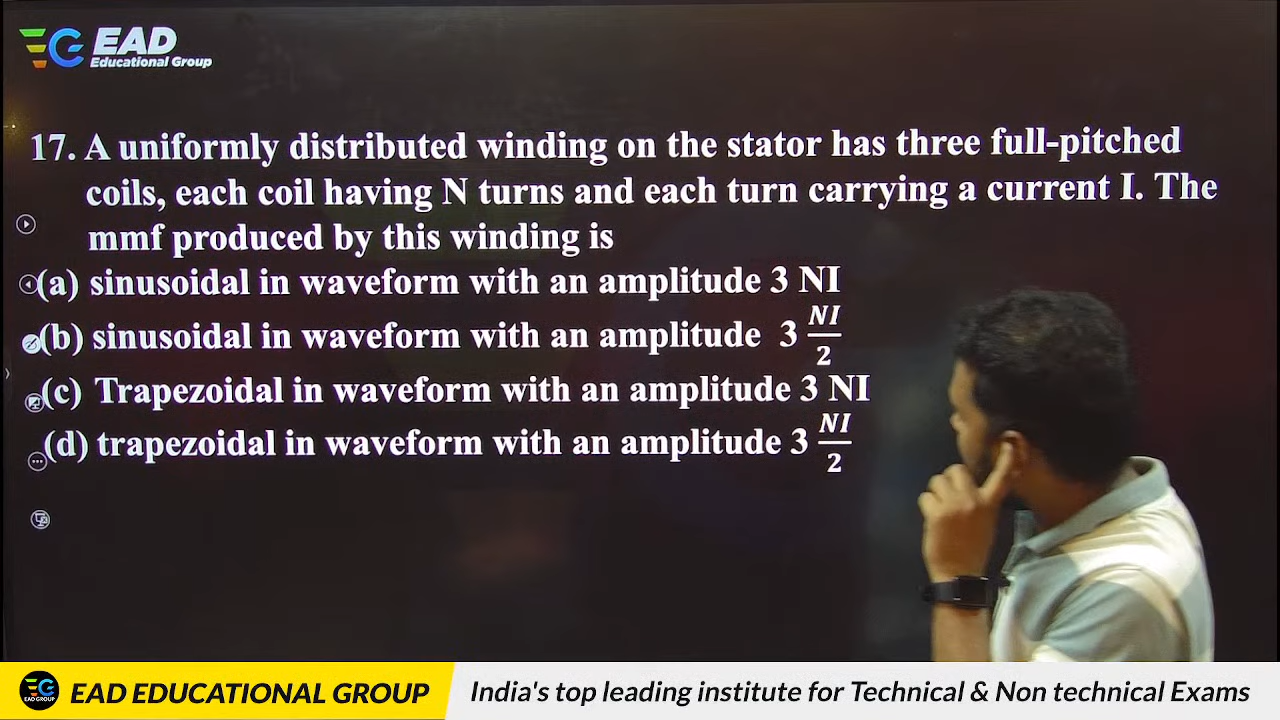 EAD
Educational Group
17. A uniformly distributed winding on the stator has three full-pitched
coils, each coil having N turns and each turn carrying a current I. The
mmf produced by this winding is
(a) sinusoidal in waveform with an amplitude 3 NI
(b) sinusoidal in waveform with an amplitude 3 NI/2
(c) Trapezoidal in waveform with an amplitude 3 NI
(d) trapezoidal in waveform with an amplitude 3 NI/2
EAD GROUP
EAD EDUCATIONAL GROUP
India's top leading institute for Technical & Non technical Exams